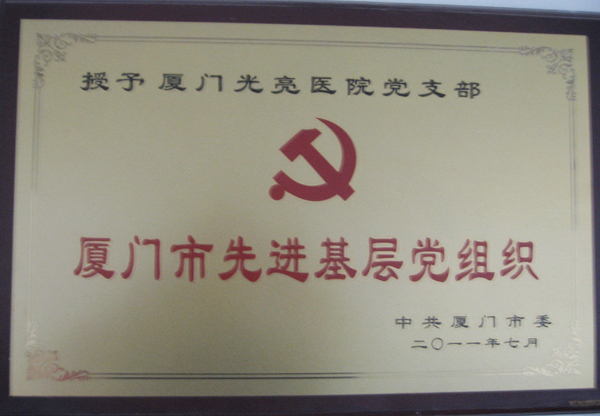 授予厦门光亮医院党支部
厦门市先进基层党组织
中共厦门市委
二〇一一年七月